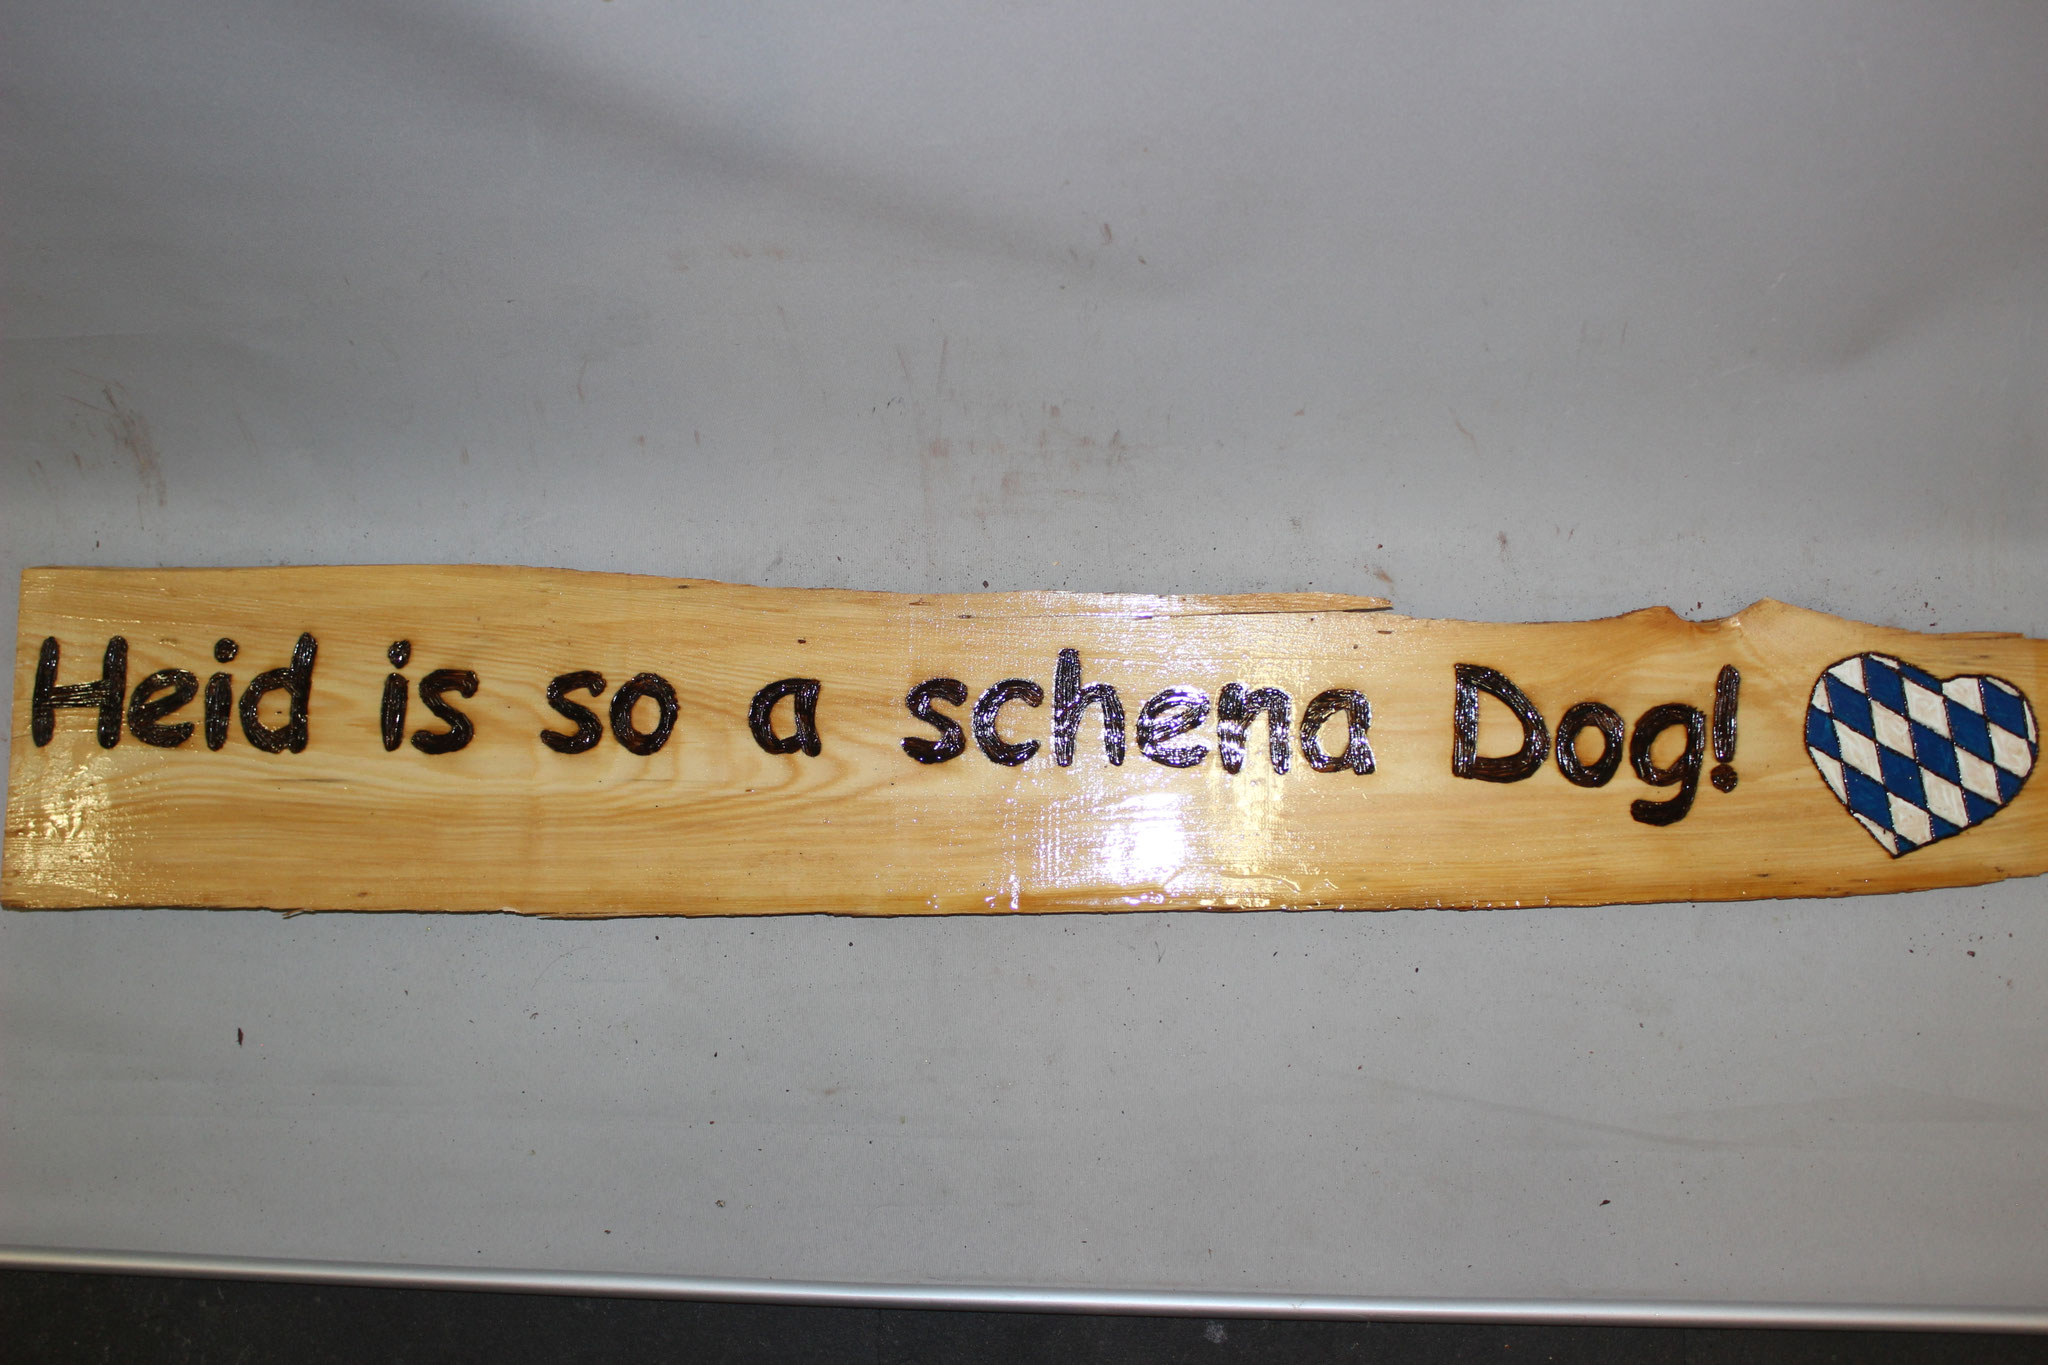 Heid is so a schena Dog!